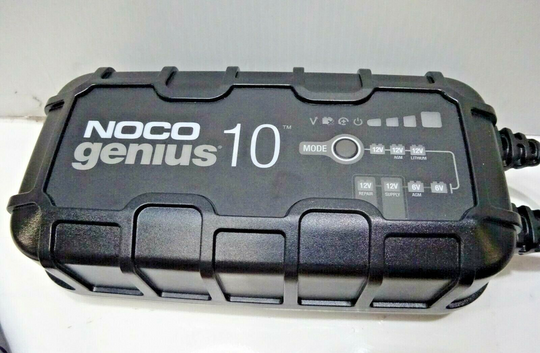 NOCO
genius 10™
MODE
12V 12V 12V
AGM LITHIUM
12V 12V 6V 6V
REPAIR SUPPLY AGM